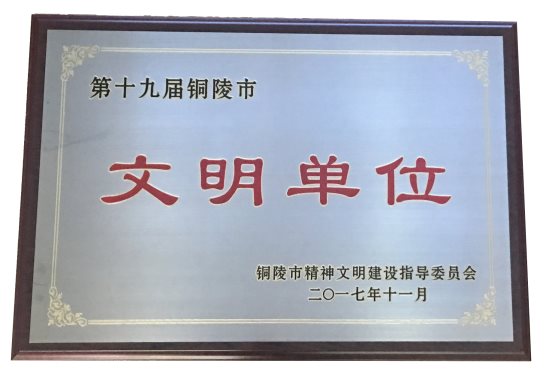 第十九届铜陵市
文明单位
铜陵市精神文明建设指导委员会
二〇一七年十一月